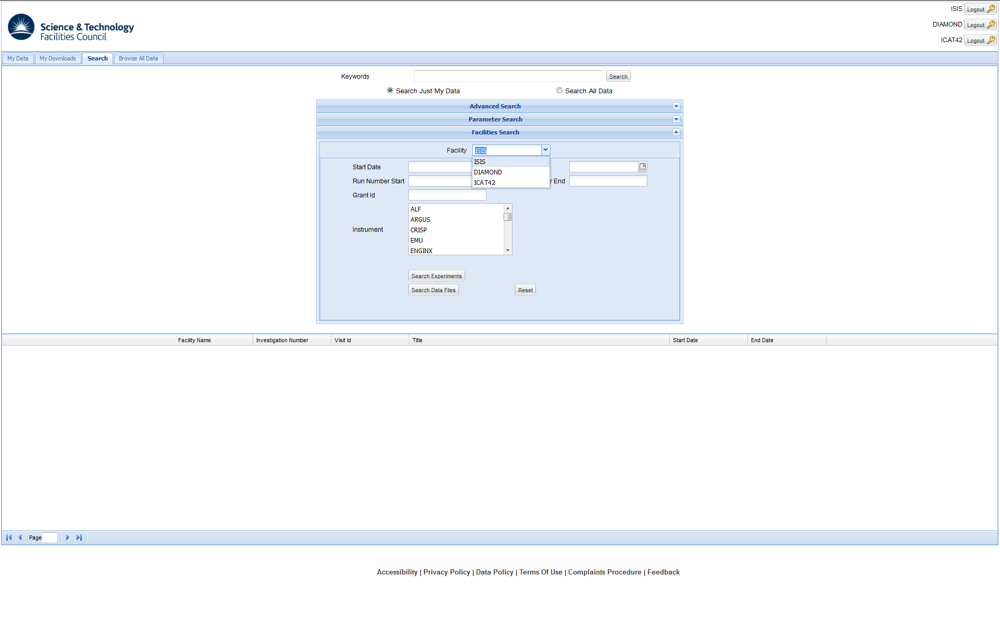 ISIS Logout
Science & Technology
Facilities Council
DIAMOND Logout
ICAT42 Logout
My Data My Downloads Search Browse All Data
Keywords Search
Search Just My Data Search All Data
Advanced Search
Parameter Search
Facilities Search
Facility ISIS
ISIS
DIAMOND
ICAT42
Start Date
Run Number Start r End
Grant Id
Instrument
ALF
ARGUS
CRISP
EMU
ENGINX
Search Experiments
Search Data Files Reset
Facility Name Investigation Number Visit Id Title Start Date End Date
Page
Accessibility | Privacy Policy | Data Policy | Terms Of Use | Complaints Procedure | Feedback